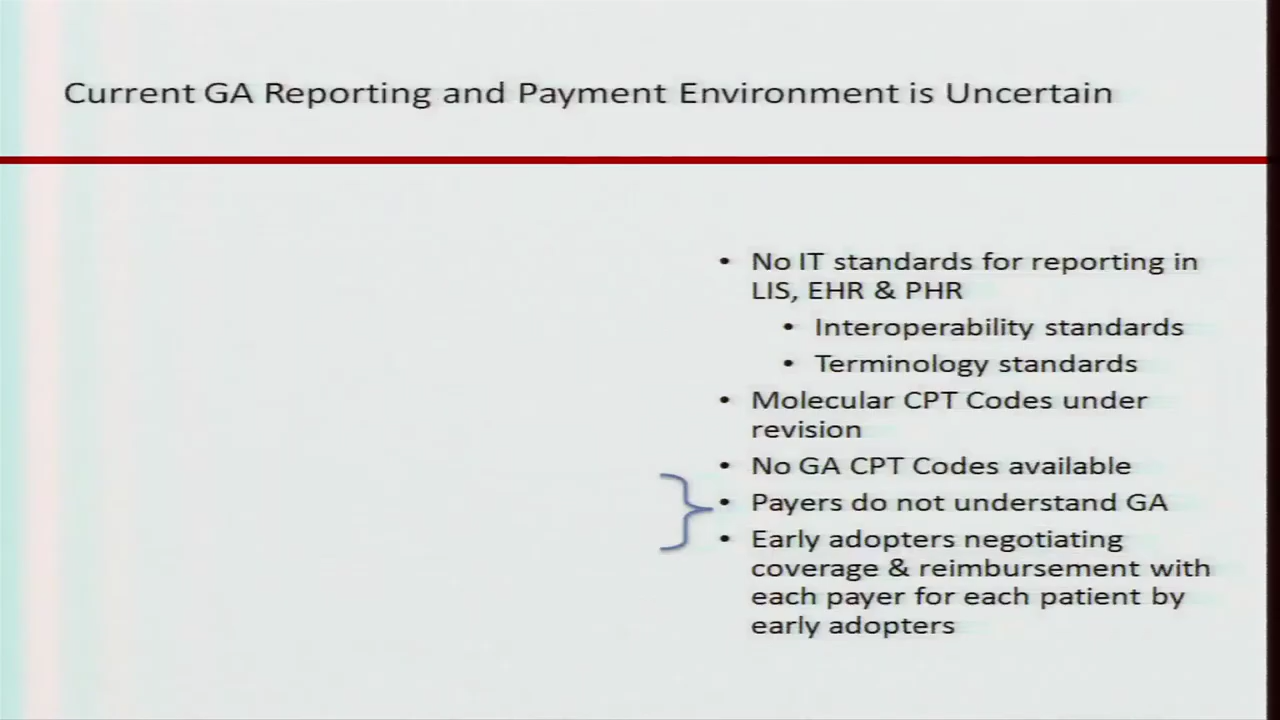 Current GA Reporting and Payment Environment is Uncertain
• No IT standards for reporting in
LIS, EHR & PHR
• Interoperability standards
• Terminology standards
• Molecular CPT Codes under
revision
• No GA CPT Codes available
• Payers do not understand GA
• Early adopters negotiating
coverage & reimbursement with
each payer for each patient by
early adopters